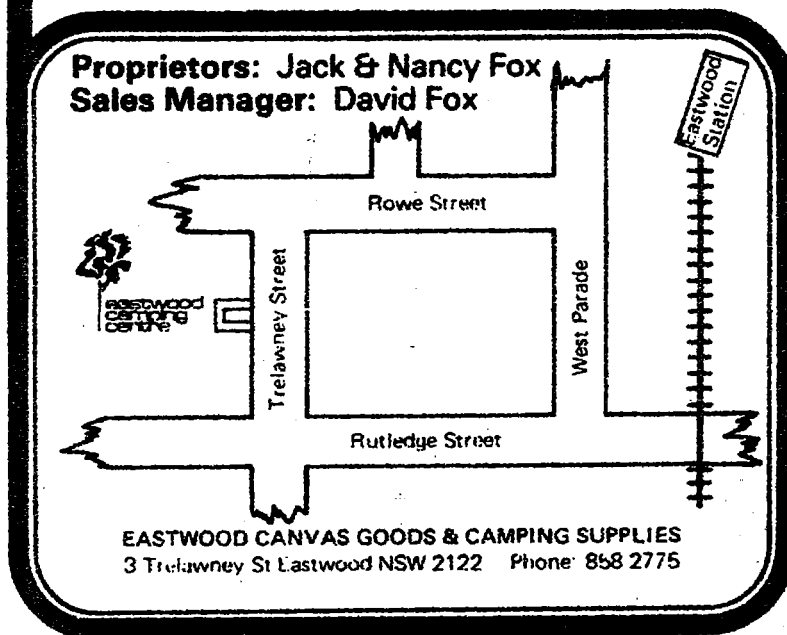 Proprietors: Jack & Nancy Fox
Sales Manager: David Fox
Eastwood
Station
Rowe Street
Trelawney Street
West Parade
eastwood
camping
centre
Rutledge Street
EASTWOOD CANVAS GOODS & CAMPING SUPPLIES
3 Trelawney St Eastwood NSW 2122 Phone: 858 2775